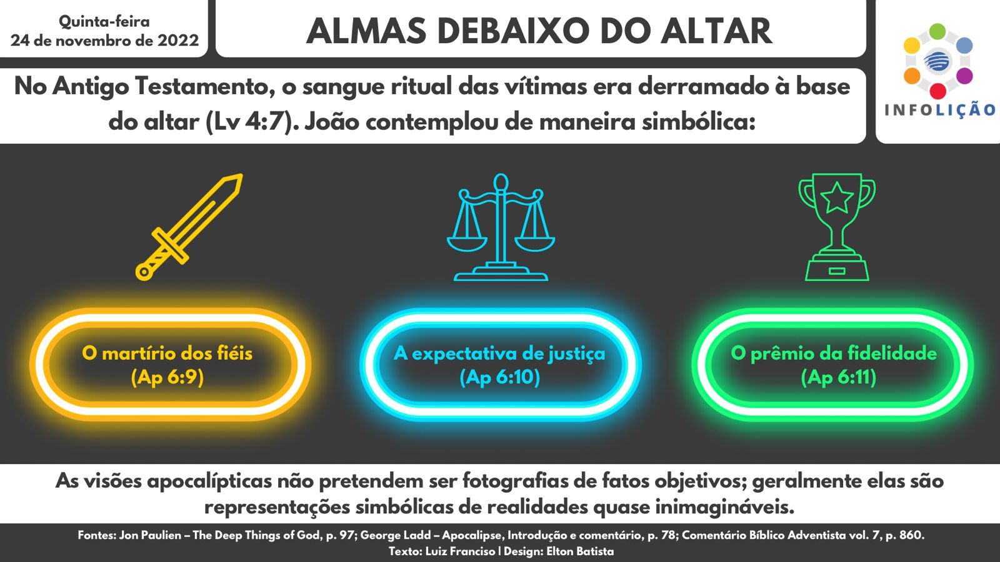 Quinta-feira
24 de novembro de 2022
ALMAS DEBAIXO DO ALTAR
INFOLIÇÃO
No Antigo Testamento, o sangue ritual das vítimas era derramado à base
do altar (Lv 4:7). João contemplou de maneira simbólica:
O martírio dos fiéis
(Ap 6:9)
A expectativa de justiça
(Ap 6:10)
O prêmio da fidelidade
(Ap 6:11)
As visões apocalípticas não pretendem ser fotografias de fatos objetivos; geralmente elas são
representações simbólicas de realidades quase inimagináveis.
Fontes: Jon Paulien – The Deep Things of God, p. 97; George Ladd – Apocalipse, Introdução e comentário, p. 78; Comentário Bíblico Adventista vol. 7, p. 860.
Texto: Luiz Franciso | Design: Elton Batista